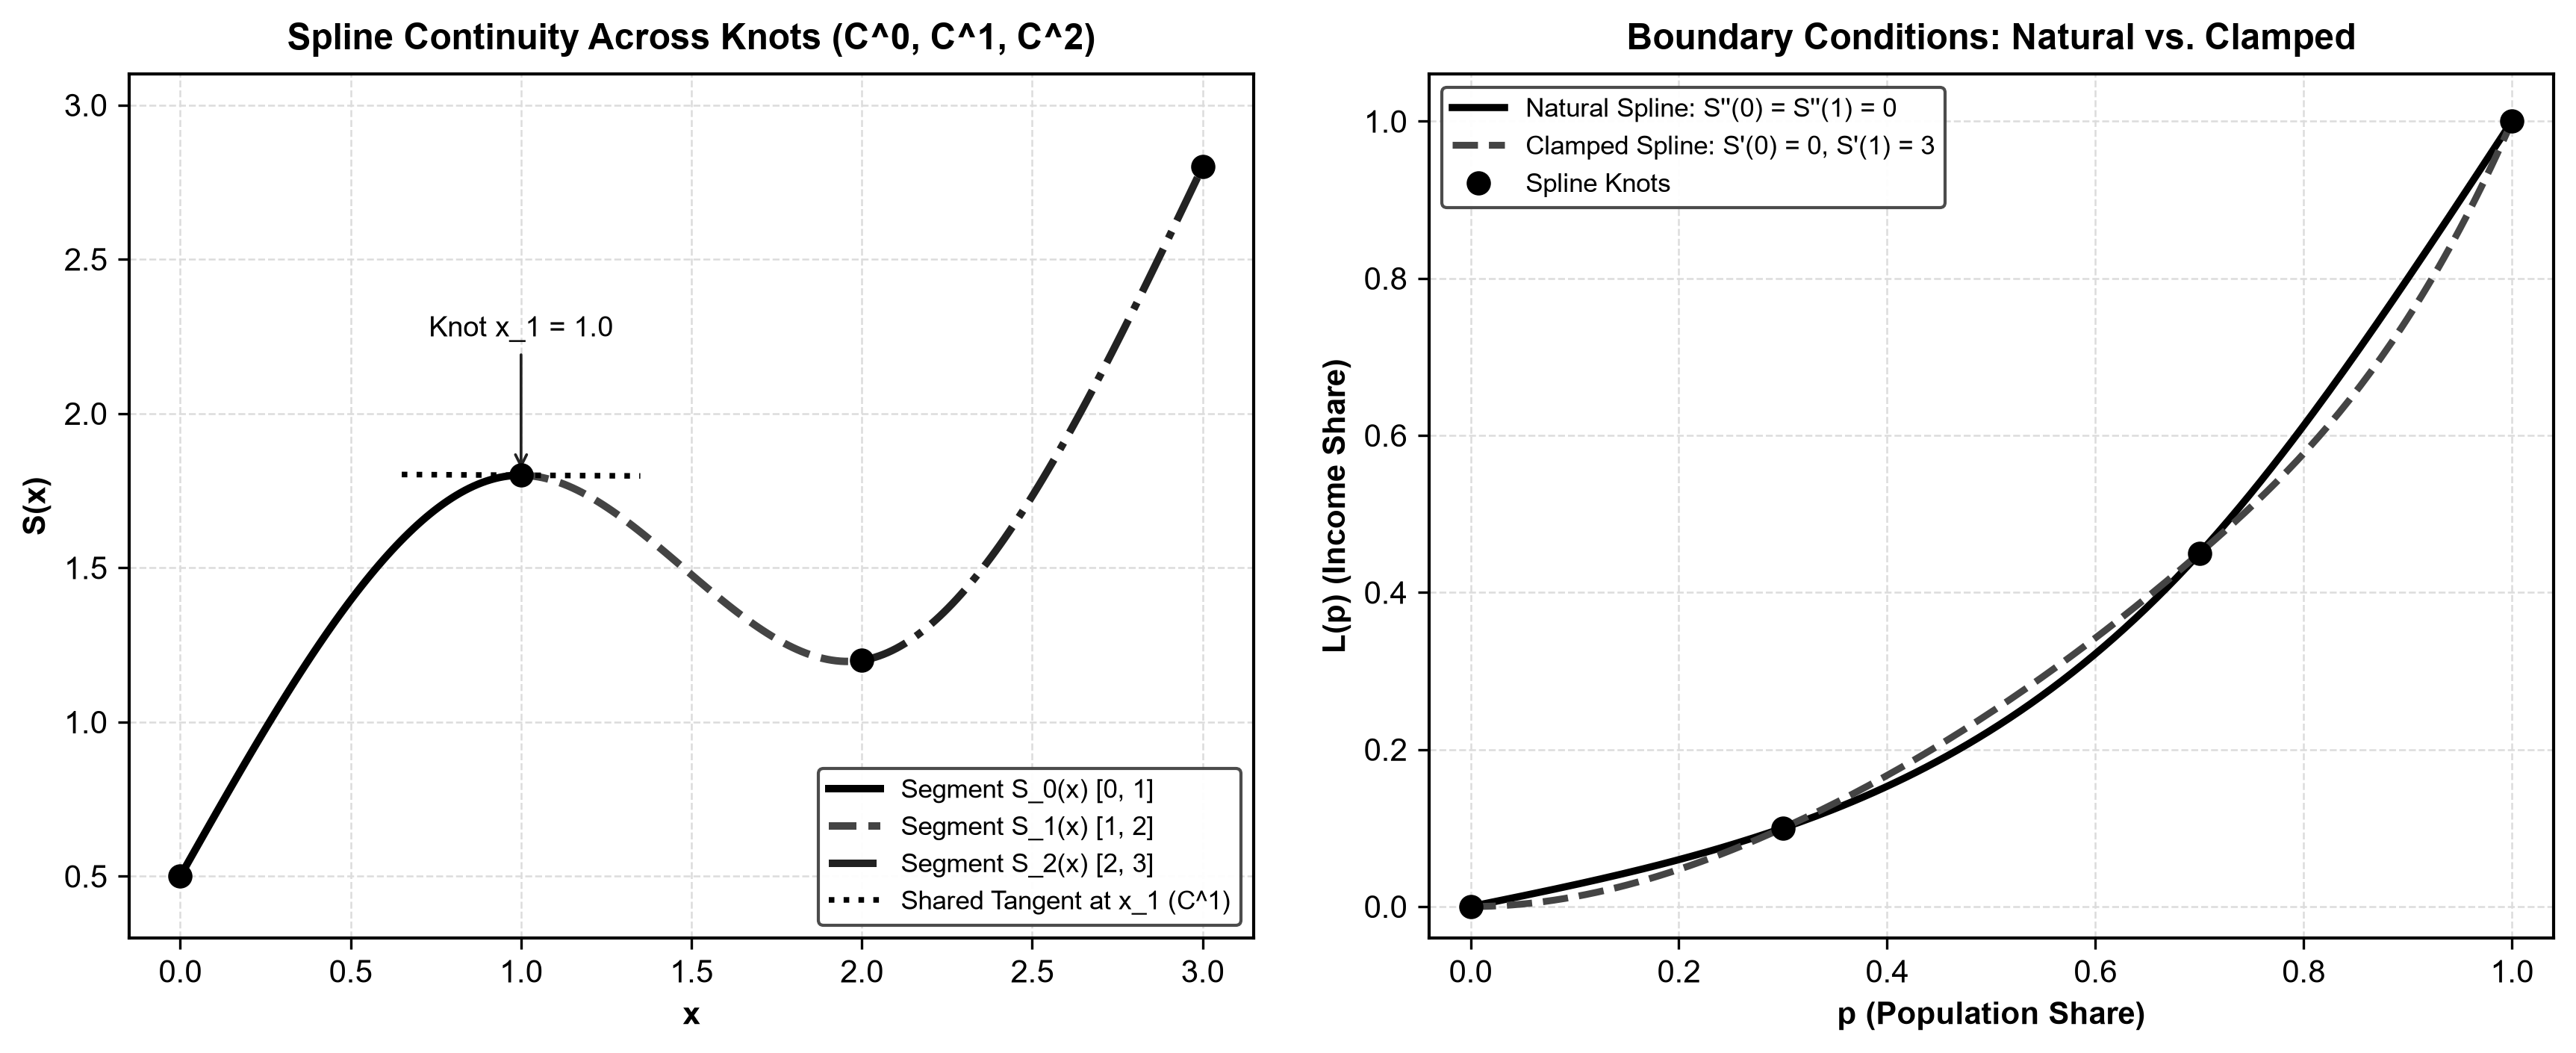 Spline Continuity Across Knots (C^0, C^1, C^2)
S(x)
3.0
2.5
2.0
1.5
1.0
0.5
Knot x_1 = 1.0
Segment S_0(x) [0, 1]
Segment S_1(x) [1, 2]
Segment S_2(x) [2, 3]
Shared Tangent at x_1 (C^1)
0.0 0.5 1.0 1.5 2.0 2.5 3.0
x
Boundary Conditions: Natural vs. Clamped
L(p) (Income Share)
1.0
0.8
0.6
0.4
0.2
0.0
Natural Spline: S''(0) = S''(1) = 0
Clamped Spline: S'(0) = 0, S'(1) = 3
Spline Knots
0.0 0.2 0.4 0.6 0.8 1.0
p (Population Share)